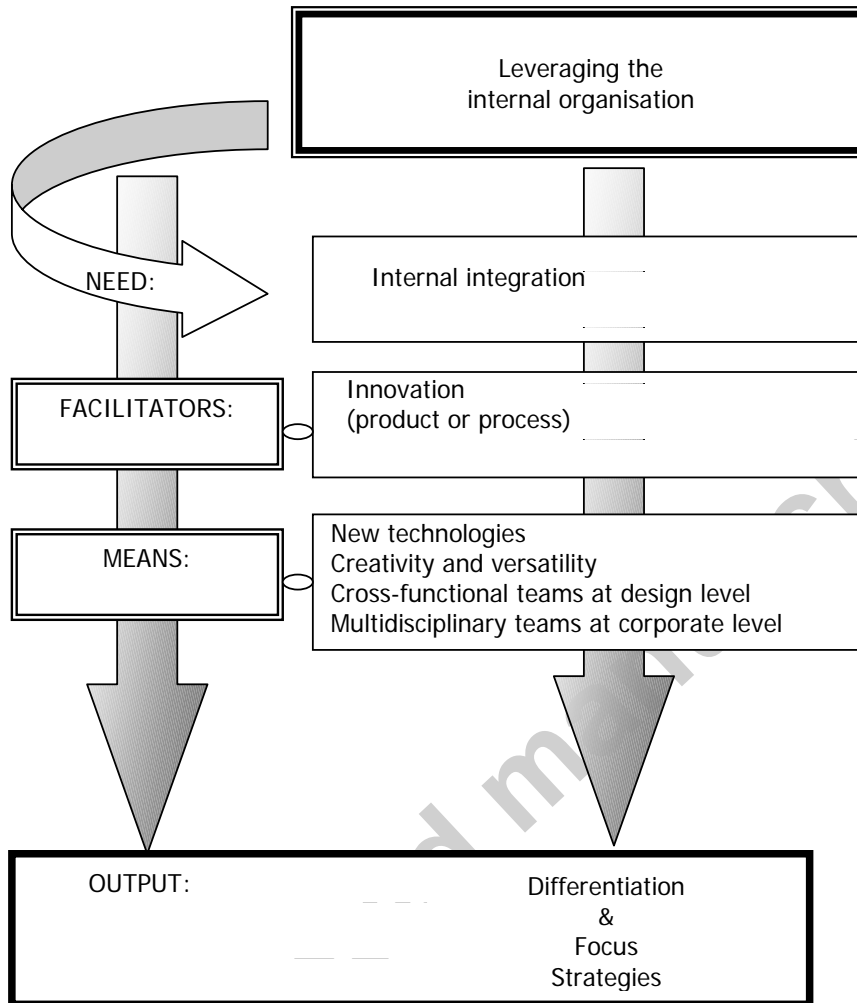 Leveraging the
internal organisation
NEED:
Internal integration
FACILITATORS:
Innovation
(product or process)
MEANS:
New technologies
Creativity and versatility
Cross-functional teams at design level
Multidisciplinary teams at corporate level
OUTPUT:
Differentiation
&
Focus
Strategies